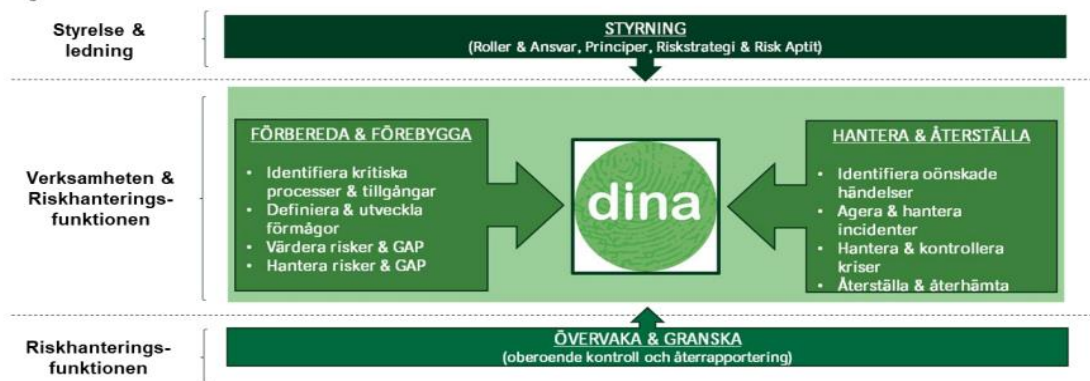 Styrelse &
ledning
STYRNING
(Roller & Ansvar, Principer, Riskstrategi & Risk Aptit)
Verksamheten &
Riskhanterings-
funktionen
FÖRBEREDA & FÖREBYGGA
• Identifiera kritiska
processer & tillgångar
• Definiera & utveckla
förmågor
• Värdera risker & GAP
• Hantera risker & GAP
dina
HANTERA & ÅTERSTÄLLA
• Identifiera oönskade
händelser
• Agera & hantera
incidenter
• Hantera & kontrollera
kriser
• Återställa & återhämta
Riskhanterings-
funktionen
ÖVERVAKA & GRANSKA
(oberoende kontroll och återrapportering)